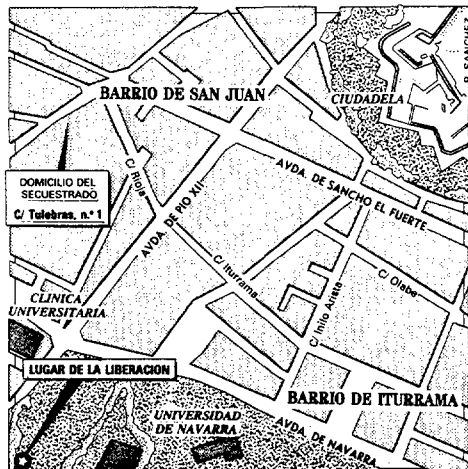 BARRIO DE SAN JUAN
CIUDADELA
DOMICILIO DEL
SECUESTRADO
C/ Tulebras, n.º 1
C/ Rioja
AVDA. DE PIO XII
AVDA. DE SANCHO EL FUERTE
C/ Iturrama
C/ Olabe
C/ Iñigo Arista
CLINICA
UNIVERSITARIA
LUGAR DE LA LIBERACION
BARRIO DE ITURRAMA
UNIVERSIDAD
DE NAVARRA
AVDA. DE NAVARRA